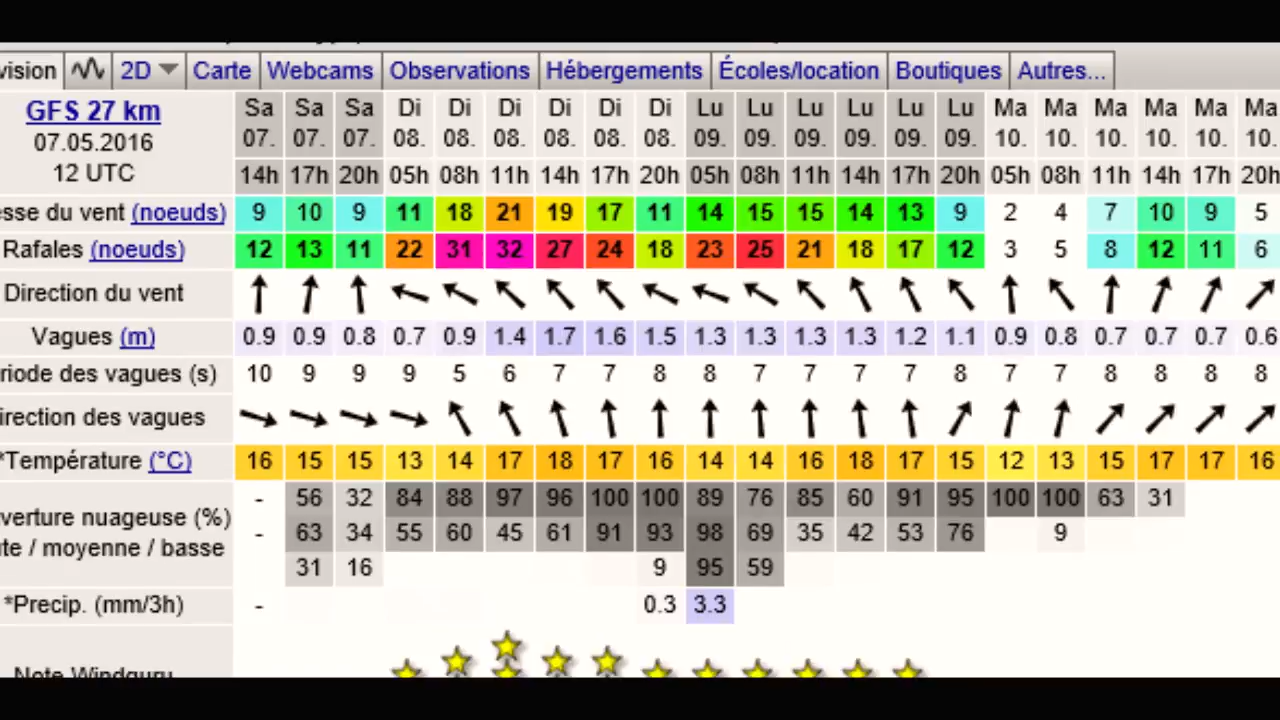 vision 2D Carte Webcams Observations Hébergements Écoles/location Boutiques Autres...
GFS 27 km
07.05.2016
12 UTC
Sa Sa Sa Di Di Di Di Di Di Lu Lu Lu Lu Lu Lu Ma Ma Ma Ma Ma Ma
07. 07. 07. 08. 08. 08. 08. 08. 08. 09. 09. 09. 09. 09. 09. 10. 10. 10. 10. 10. 10.
14h 17h 20h 05h 08h 11h 14h 17h 20h 05h 08h 11h 14h 17h 20h 05h 08h 11h 14h 17h 20h
esse du vent (noeuds) 9 10 9 11 18 21 19 17 11 14 15 15 14 13 9 2 4 7 10 9 5
Rafales (noeuds) 12 13 11 22 31 32 27 24 18 23 25 21 18 17 12 3 5 8 12 11 6
Direction du vent
Vagues (m) 0.9 0.9 0.8 0.7 0.9 1.4 1.7 1.6 1.5 1.3 1.3 1.3 1.3 1.2 1.1 0.9 0.8 0.7 0.7 0.7 0.6
riode des vagues (s) 10 9 9 9 5 6 7 7 8 8 7 7 7 7 8 7 7 8 8 8 8
irection des vagues
*Température (°C) 16 15 15 13 14 17 18 17 16 14 14 16 18 17 15 12 13 15 17 17 16
verture nuageuse (%)
te / moyenne / basse
- 56 32 84 88 97 96 100 100 89 76 85 60 91 95 100 100 63 31
- 63 34 55 60 45 61 91 93 98 69 35 42 53 76 9
31 16 9 95 59
*Precip. (mm/3h) - 0.3 3.3
Note Windguru